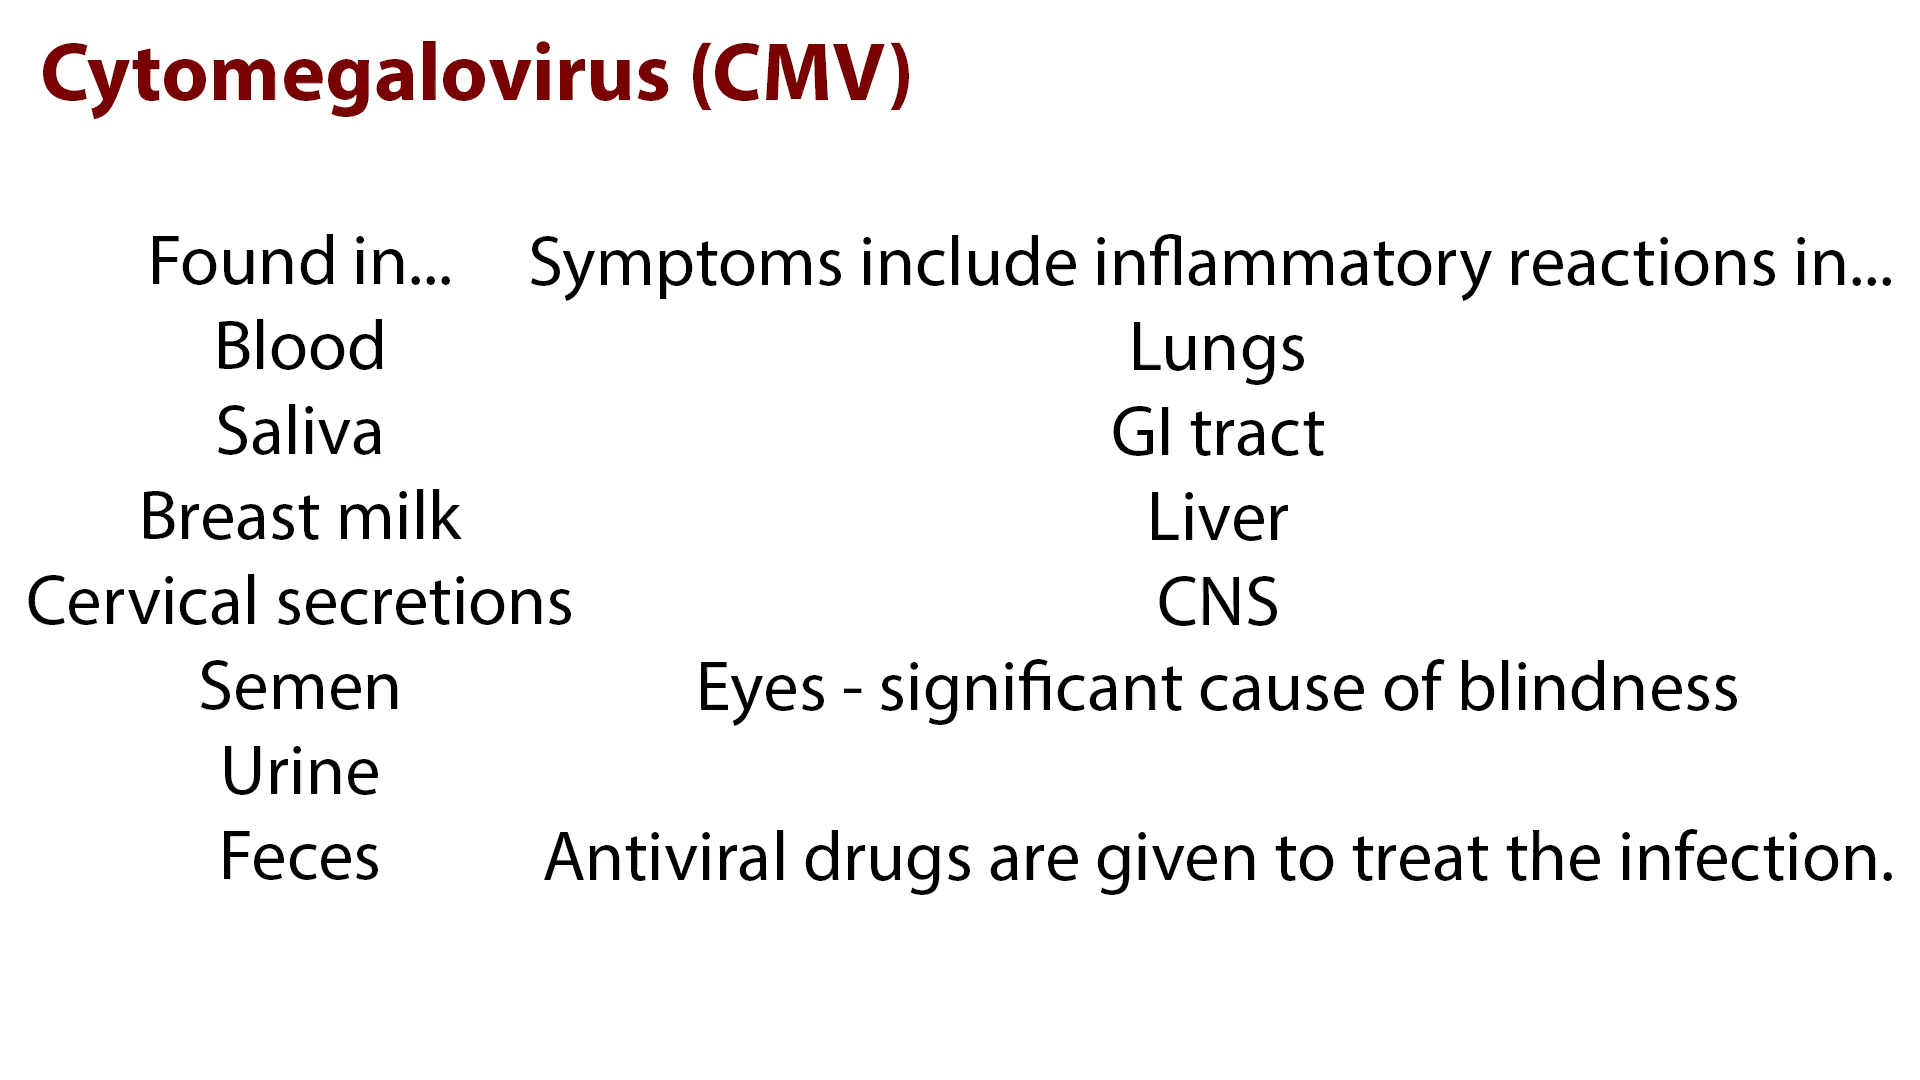 Cytomegalovirus (CMV)
Found in...
Blood
Saliva
Breast milk
Cervical secretions
Semen
Urine
Feces
Symptoms include inflammatory reactions in...
Lungs
GI tract
Liver
CNS
Eyes - significant cause of blindness
Antiviral drugs are given to treat the infection.